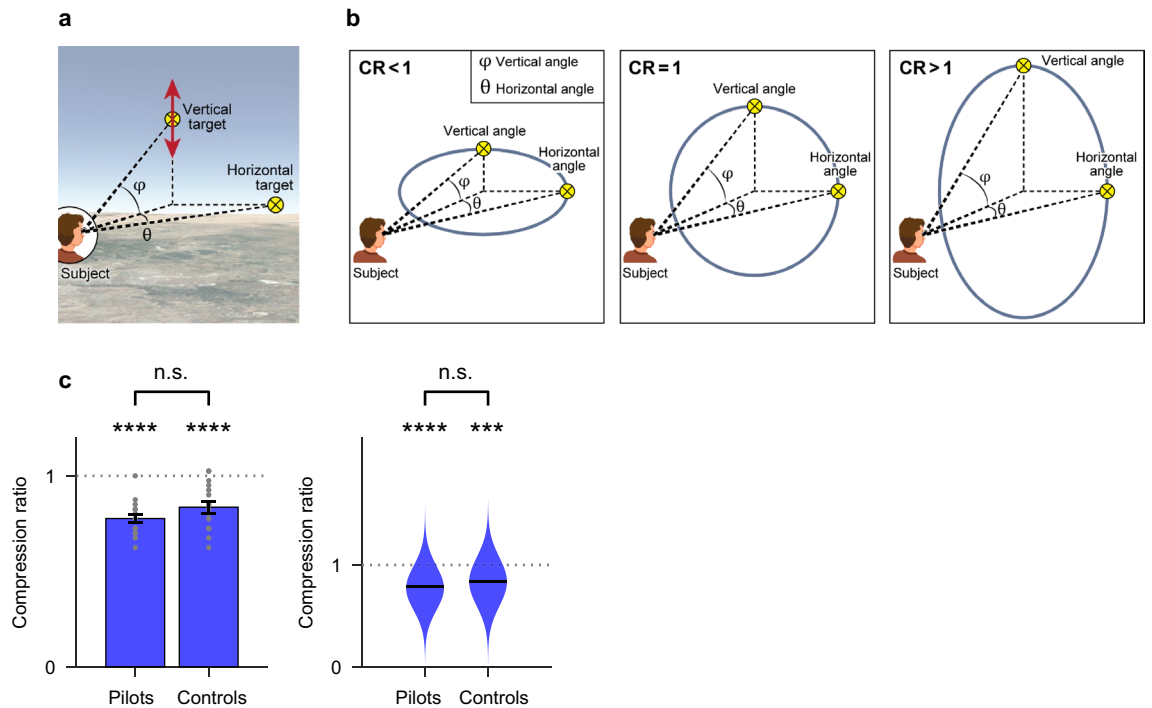 a
Vertical
target
Horizontal
target
φ
θ
Subject
b
CR < 1
φ Vertical angle
θ Horizontal angle
Vertical angle
Horizontal
angle
φ
θ
Subject
CR = 1
Vertical angle
Horizontal
angle
φ
θ
Subject
CR > 1
Vertical angle
Horizontal
angle
φ
θ
Subject
c
n.s.
**** ****
Compression ratio
1
0
Pilots Controls
n.s.
**** ***
Compression ratio
1
0
Pilots Controls